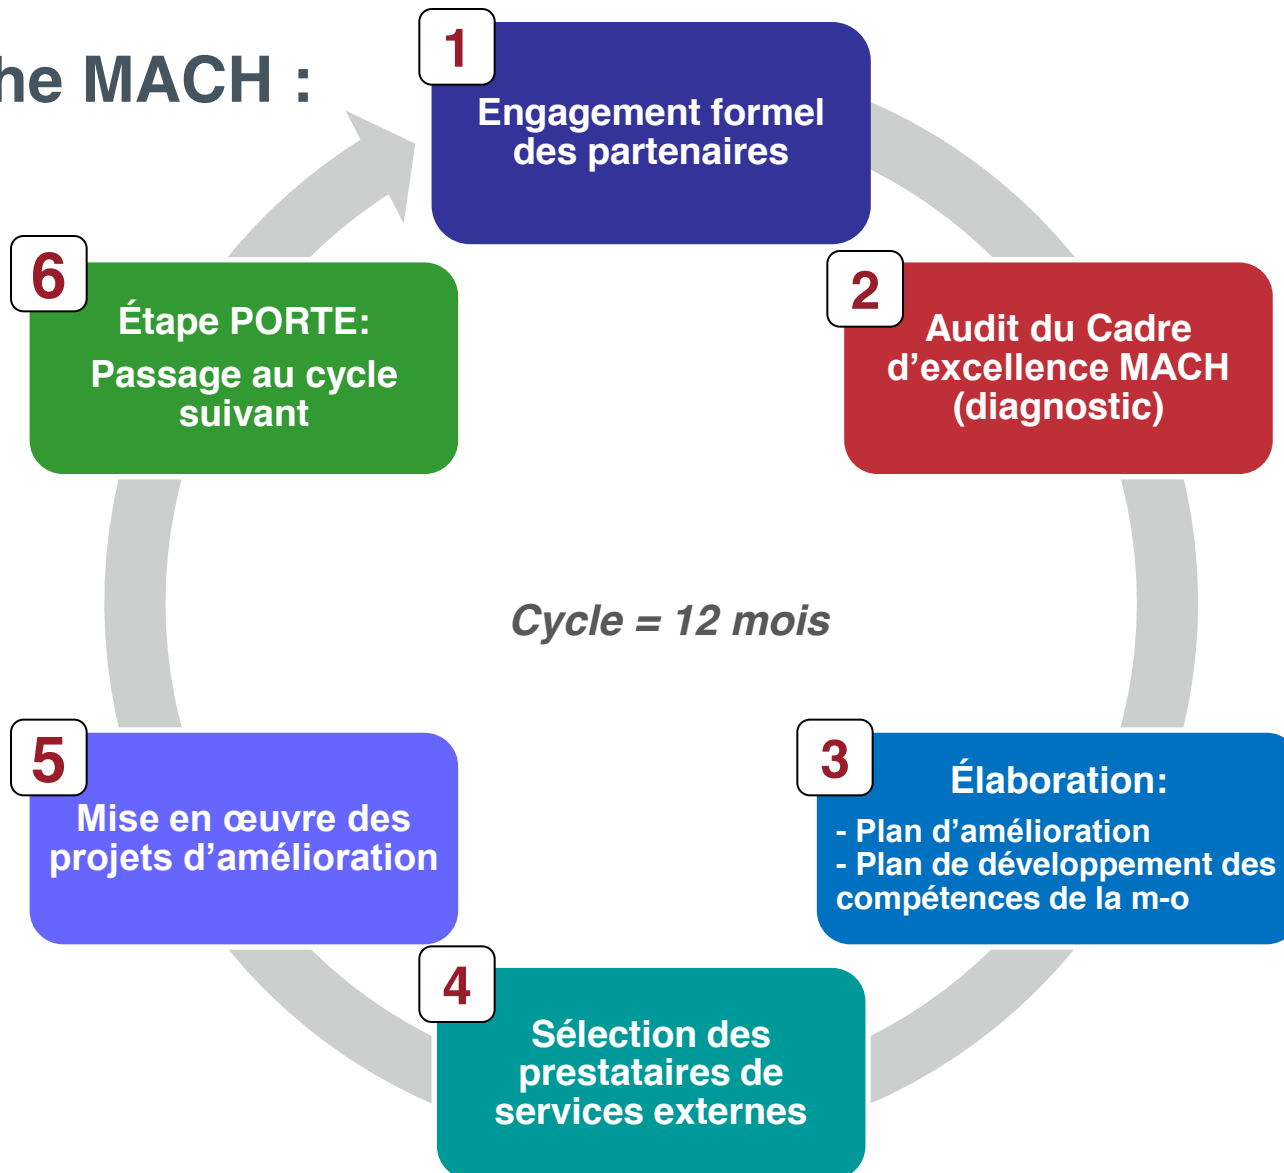 he MACH :
1
Engagement formel
des partenaires
2
Audit du Cadre
d’excellence MACH
(diagnostic)
3
Élaboration:
- Plan d’amélioration
- Plan de développement des
compétences de la m-o
4
Sélection des
prestataires de
services externes
5
Mise en œuvre des
projets d’amélioration
6
Étape PORTE:
Passage au cycle
suivant
Cycle = 12 mois